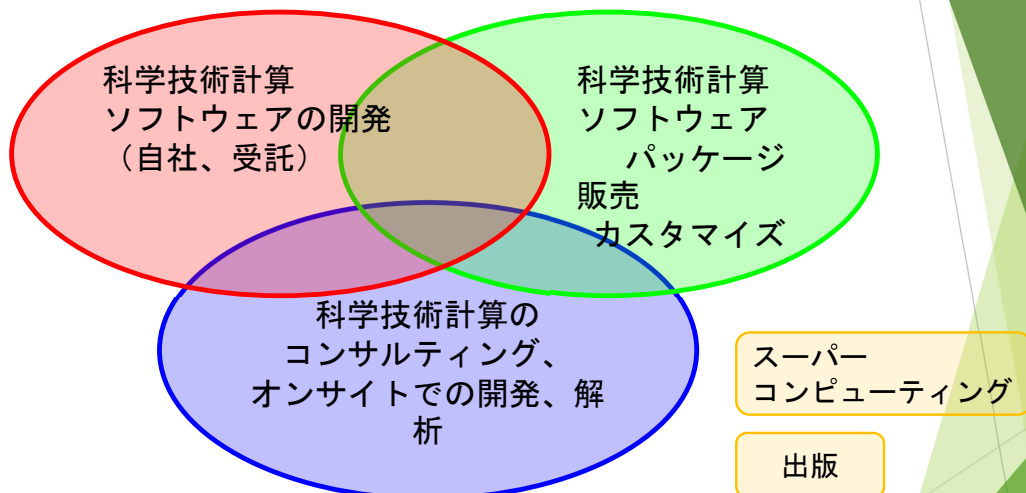 科学技術計算
ソフトウェアの開発
（自社、受託）
科学技術計算
ソフトウェア
パッケージ
販売
カスタマイズ
科学技術計算の
コンサルティング、
オンサイトでの開発、解
析
スーパー
コンピューティング
出版